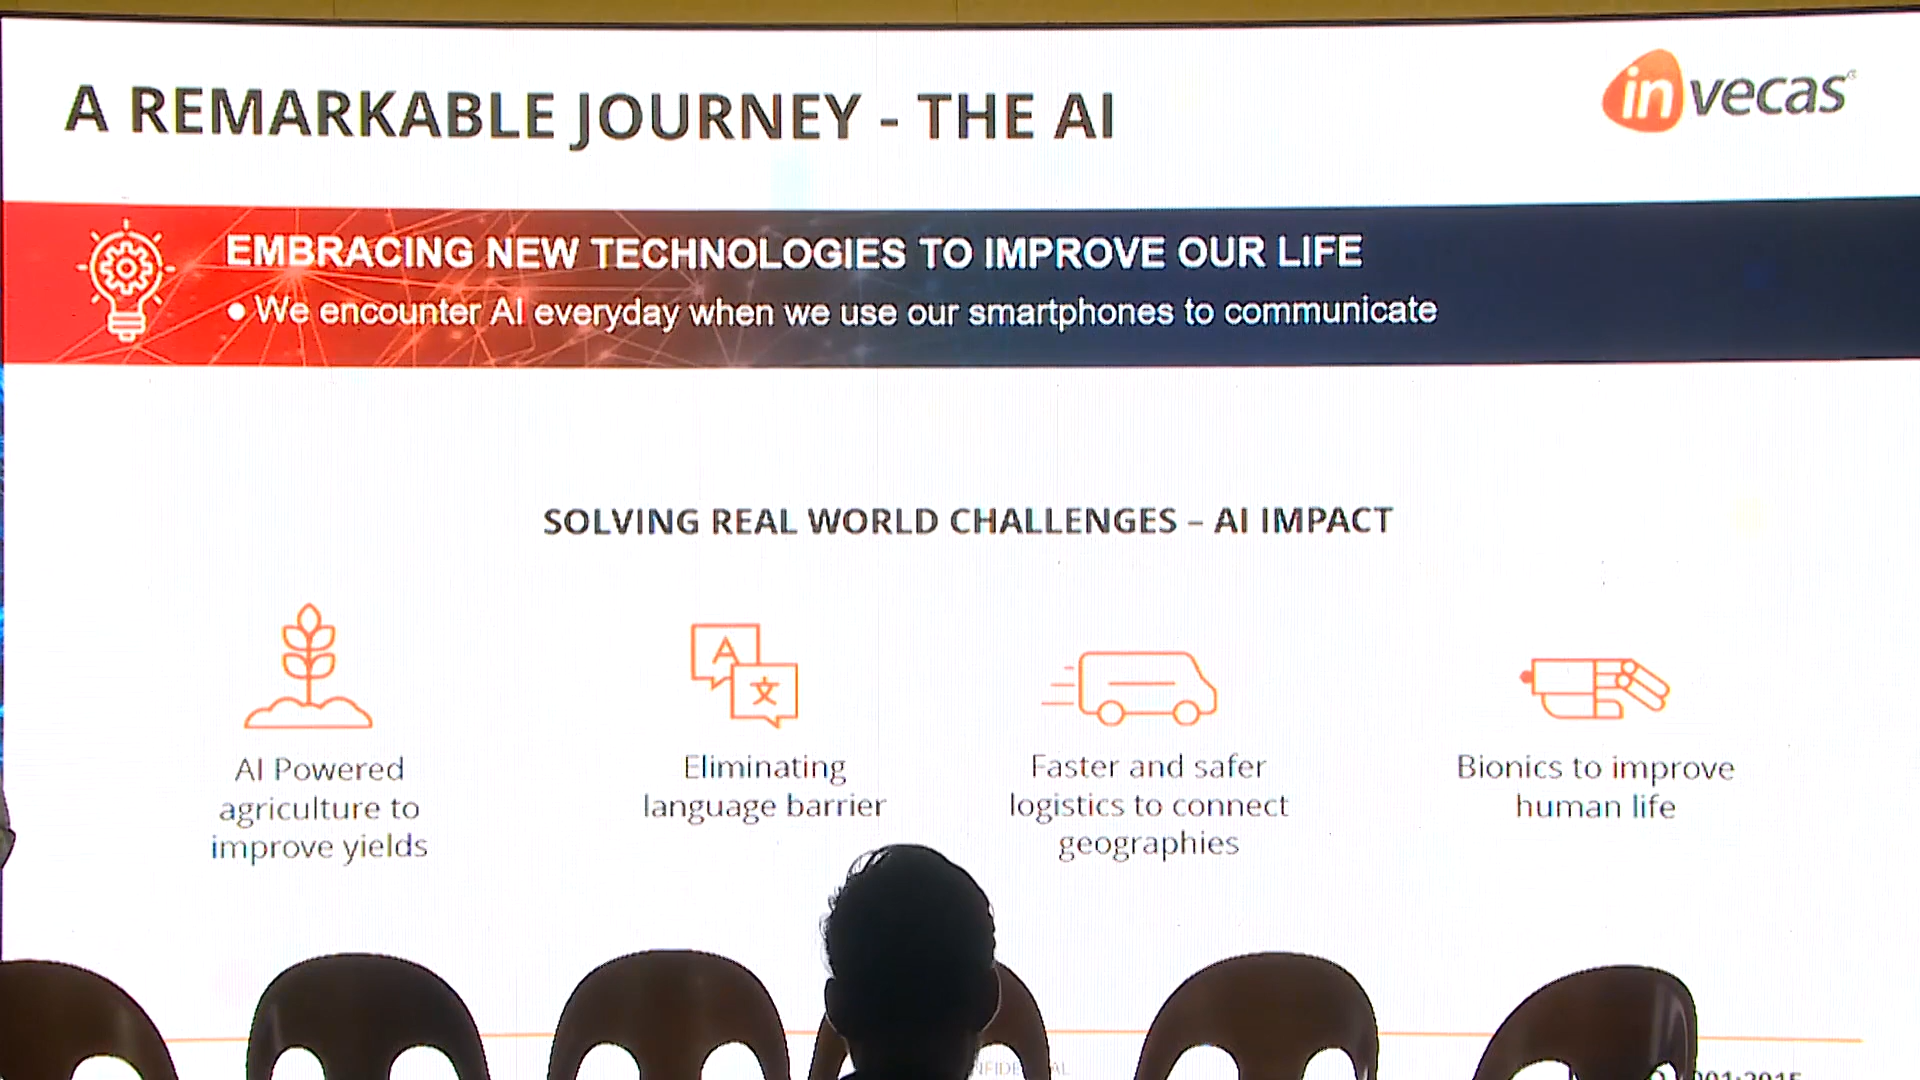 A REMARKABLE JOURNEY - THE AI
invecas
EMBRACING NEW TECHNOLOGIES TO IMPROVE OUR LIFE
• We encounter AI everyday when we use our smartphones to communicate
SOLVING REAL WORLD CHALLENGES – AI IMPACT
A
文
AI Powered
agriculture to
improve yields
Eliminating
language barrier
Faster and safer
logistics to connect
geographies
Bionics to improve
human life